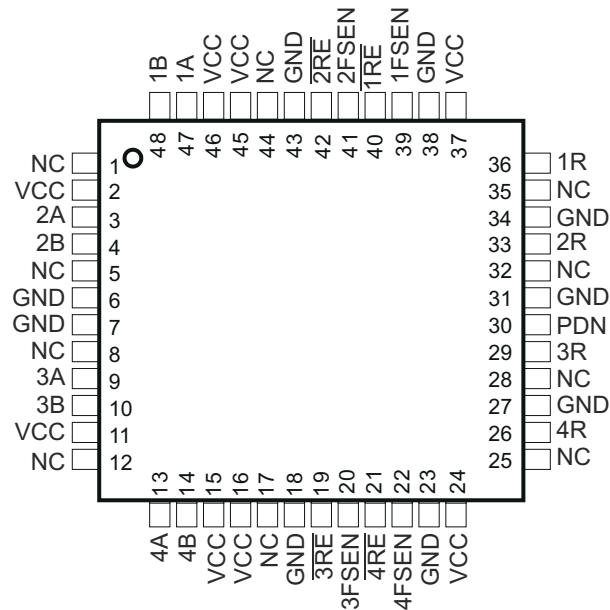 1B
1A
VCC
VCC
NC
GND
2RE
2FSEN
1RE
1FSEN
GND
VCC
48
47
46
45
44
43
42
41
40
39
38
37
NC 1
VCC 2
2A 3
2B 4
NC 5
GND 6
GND 7
NC 8
3A 9
3B 10
VCC 11
NC 12
36 1R
35 NC
34 GND
33 2R
32 NC
31 GND
30 PDN
29 3R
28 NC
27 GND
26 4R
25 NC
13
14
15
16
17
18
19
20
21
22
23
24
4A
4B
VCC
VCC
NC
GND
3RE
3FSEN
4RE
4FSEN
GND
VCC